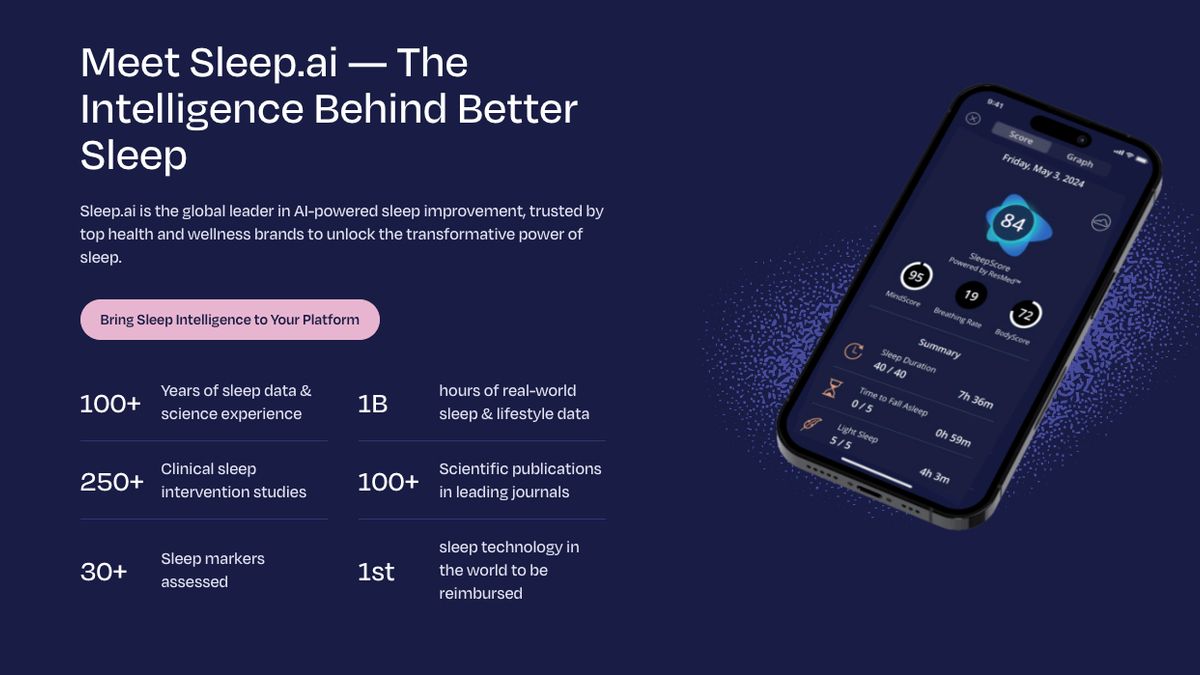 Meet Sleep.ai — The
Intelligence Behind Better
Sleep
Sleep.ai is the global leader in AI-powered sleep improvement, trusted by
top health and wellness brands to unlock the transformative power of
sleep.
Bring Sleep Intelligence to Your Platform
100+
Years of sleep data &
science experience
1B
hours of real-world
sleep & lifestyle data
250+
Clinical sleep
intervention studies
100+
Scientific publications
in leading journals
30+
Sleep markers
assessed
1st
sleep technology in
the world to be
reimbursed
9:41
Score
Graph
Friday, May 3, 2024
84
SleepScore
Powered by ResMed™
95
MindScore
19
Breathing Rate
72
BodyScore
Summary
Sleep Duration
40 / 40
7h 36m
Time to Fall Asleep
0 / 5
0h 59m
Light Sleep
5 / 5
4h 3m